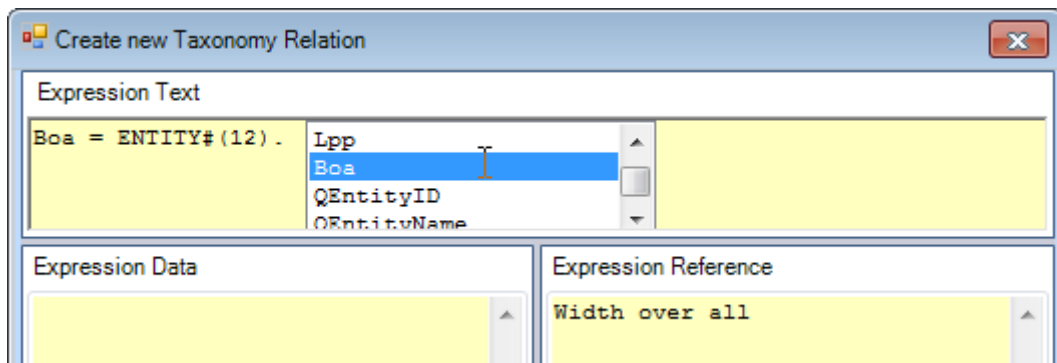 Create new Taxonomy Relation
Expression Text
Boa = ENTITY#(12).
Lpp
Boa
QEntityID
QEntityName
Expression Data
Expression Reference
Width over all